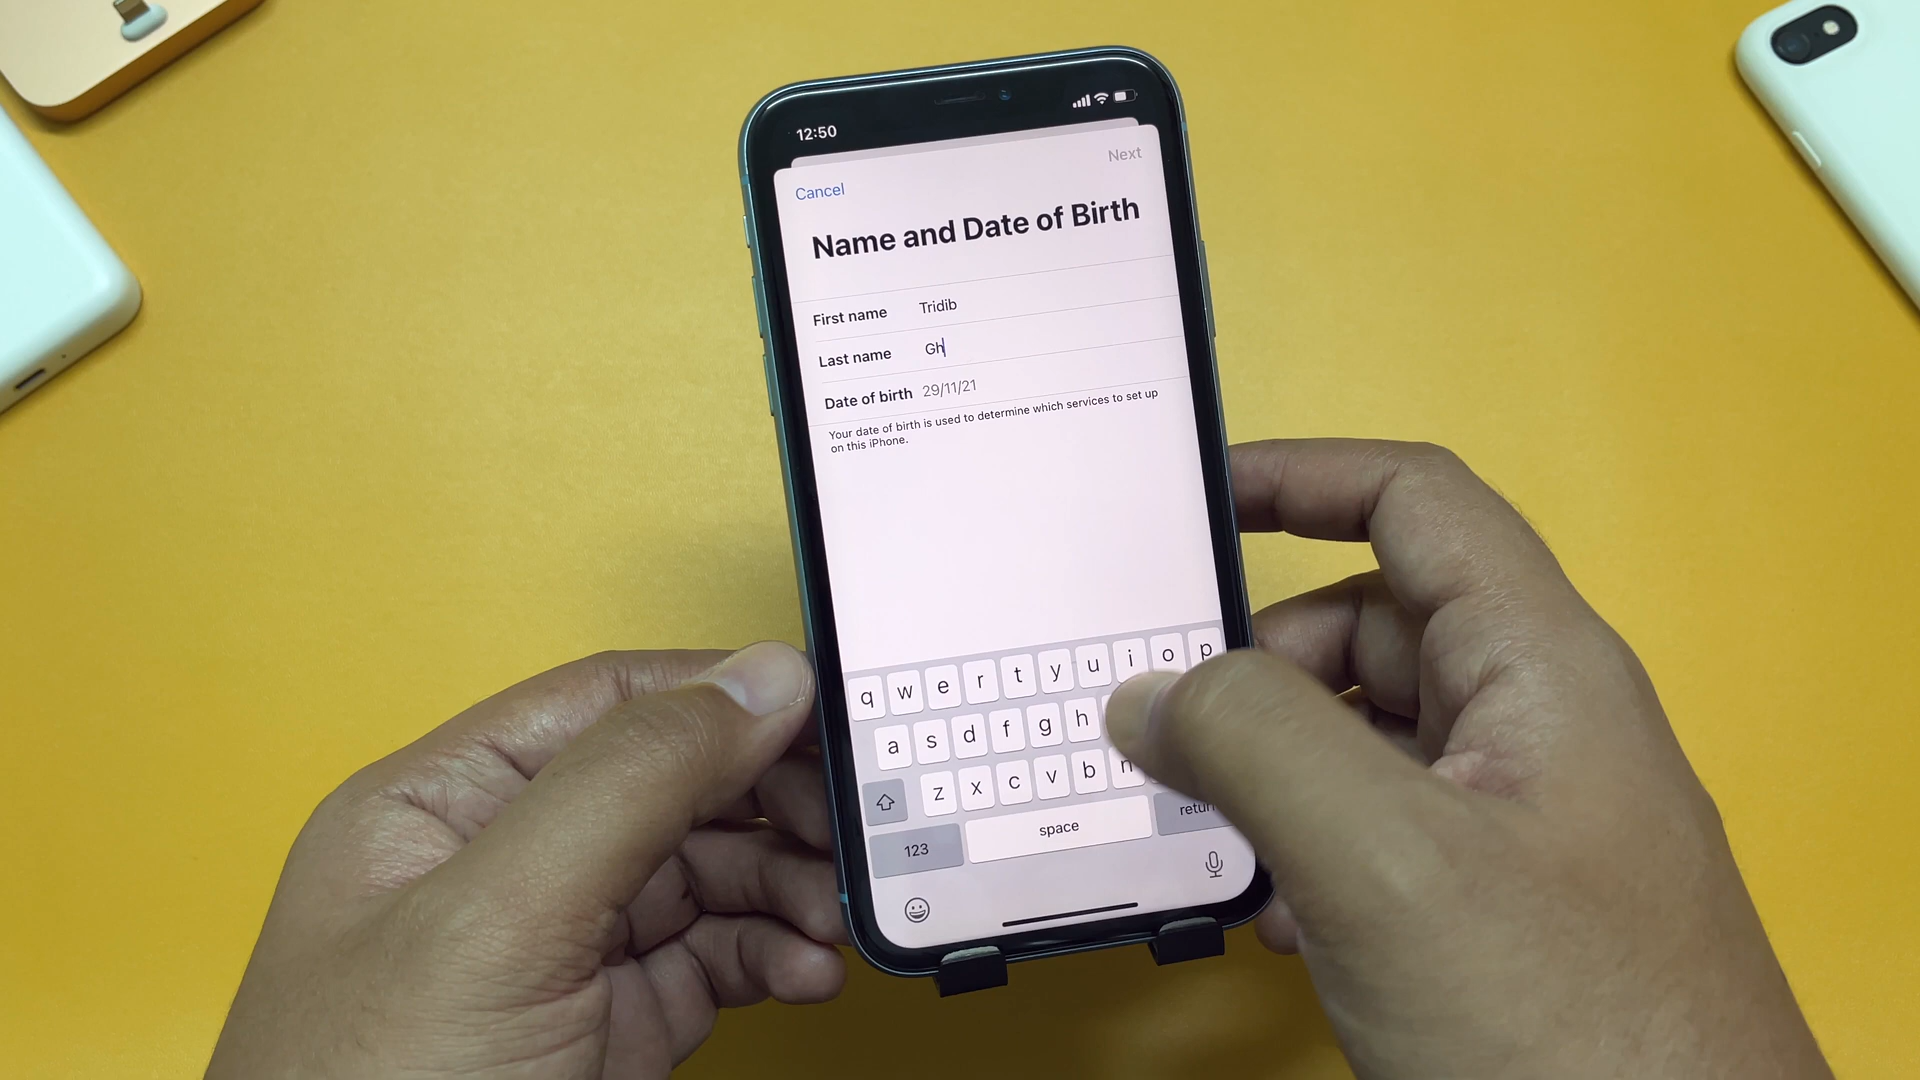 12:50
Next
Cancel
Name and Date of Birth
First name Tridib
Last name Gh
Date of birth 29/11/21
Your date of birth is used to determine which services to set up
on this iPhone.
q w e r t y u i o p
a s d f g h
z x c v b n
123 space